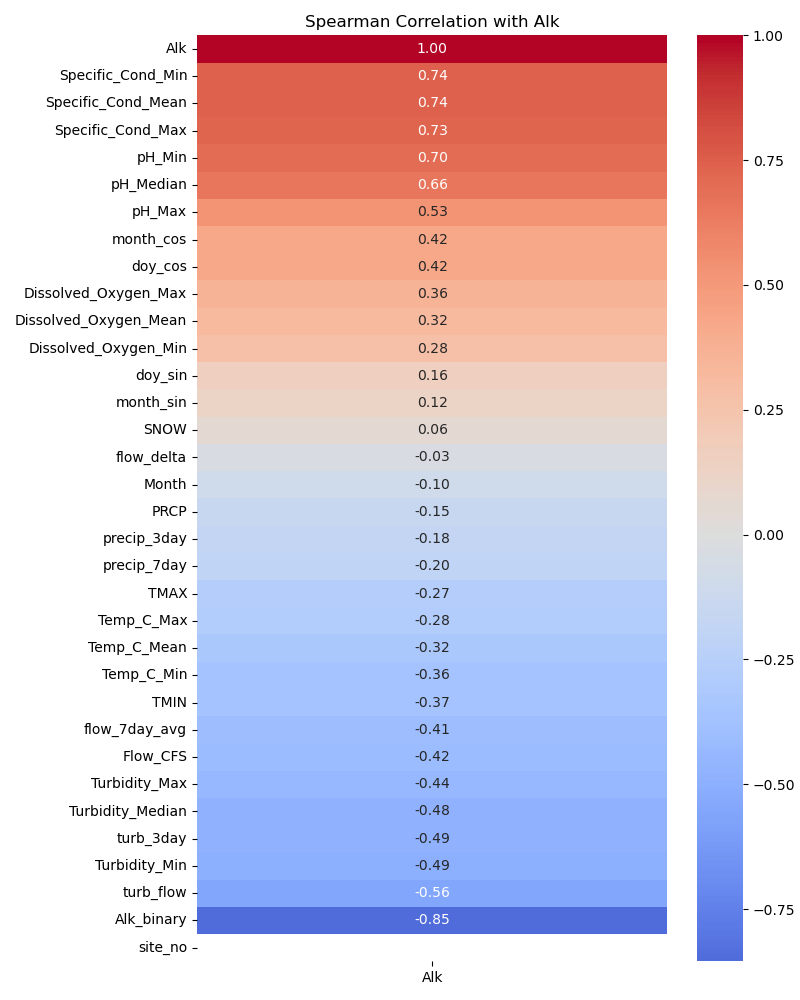 Spearman Correlation with Alk
Alk 1.00
Specific_Cond_Min 0.74
Specific_Cond_Mean 0.74
Specific_Cond_Max 0.73
pH_Min 0.70
pH_Median 0.66
pH_Max 0.53
month_cos 0.42
doy_cos 0.42
Dissolved_Oxygen_Max 0.36
Dissolved_Oxygen_Mean 0.32
Dissolved_Oxygen_Min 0.28
doy_sin 0.16
month_sin 0.12
SNOW 0.06
flow_delta -0.03
Month -0.10
PRCP -0.15
precip_3day -0.18
precip_7day -0.20
TMAX -0.27
Temp_C_Max -0.28
Temp_C_Mean -0.32
Temp_C_Min -0.36
TMIN -0.37
flow_7day_avg -0.41
Flow_CFS -0.42
Turbidity_Max -0.44
Turbidity_Median -0.48
turb_3day -0.49
Turbidity_Min -0.49
turb_flow -0.56
Alk_binary -0.85
site_no
Alk
1.00
0.75
0.50
0.25
0.00
−0.25
−0.50
−0.75